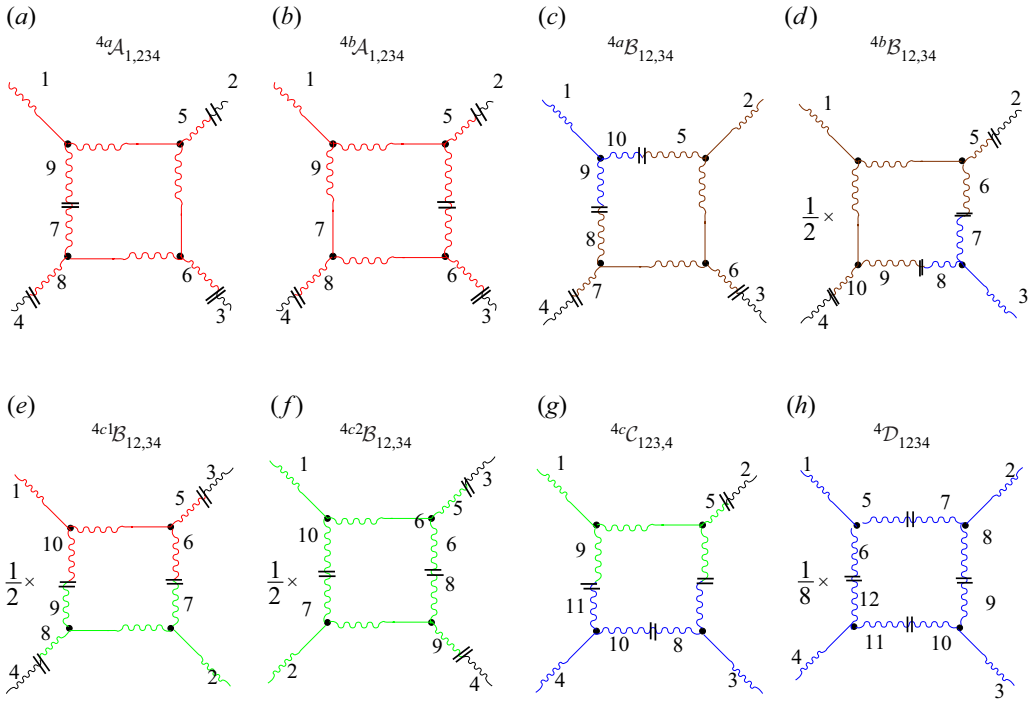 (a) (b) (c) (d)
⁴ᵃ𝒜₁,₂₃₄ ⁴ᵇ𝒜₁,₂₃₄ ⁴ᵃℬ₁₂,₃₄ ⁴ᵇℬ₁₂,₃₄
1 5 2 9 7 8 6 4 3
1 5 2 9 7 8 6 4 3
1 2 10 5 9 8 7 6 4 3
1 2 5 6 7 9 8 10 4 3
1/2 ×
(e) (f) (g) (h)
⁴ᶜ¹ℬ₁₂,₃₄ ⁴ᶜ²ℬ₁₂,₃₄ ⁴ᶜ𝒞₁₂₃,₄ ⁴𝒟₁₂₃₄
1 3 5 10 6 9 7 8 4 2
1/2 ×
1 3 6 5 10 6 8 7 9 2 4
1/2 ×
1 2 5 9 11 10 8 4 3
1 2 5 7 6 8 12 9 11 10 4 3
1/8 ×